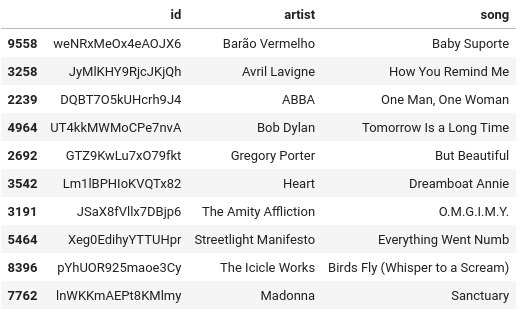 id artist song
9558 weNRxMeOx4eAOJX6 Barão Vermelho Baby Suporte
3258 JyMlKHY9RjcJKjQh Avril Lavigne How You Remind Me
2239 DQBT7O5kUHcrh9J4 ABBA One Man, One Woman
4964 UT4kkMWMoCPe7nvA Bob Dylan Tomorrow Is a Long Time
2692 GTZ9KwLu7xO79fkt Gregory Porter But Beautiful
3542 Lm1lBPHIoKVQTx82 Heart Dreamboat Annie
3191 JSaX8fVllx7DBjp6 The Amity Affliction O.M.G.I.M.Y.
5464 Xeg0EdihyYTTUHpr Streetlight Manifesto Everything Went Numb
8396 pYhUOR925maoe3Cy The Icicle Works Birds Fly (Whisper to a Scream)
7762 lnWKKmAEPt8KMlmy Madonna Sanctuary